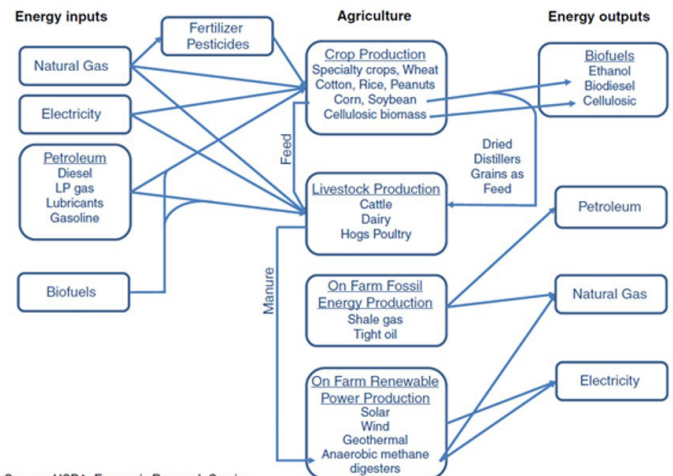 Energy inputs
Agriculture
Energy outputs
Fertilizer
Pesticides
Natural Gas
Electricity
Petroleum
Diesel
LP gas
Lubricants
Gasoline
Biofuels
Crop Production
Specialty crops, Wheat
Cotton, Rice, Peanuts
Corn, Soybean
Cellulosic biomass
Feed
Dried
Distillers
Grains as
Feed
Livestock Production
Cattle
Dairy
Hogs Poultry
Manure
On Farm Fossil
Energy Production
Shale gas
Tight oil
On Farm Renewable
Power Production
Solar
Wind
Geothermal
Anaerobic methane
digesters
Biofuels
Ethanol
Biodiesel
Cellulosic
Petroleum
Natural Gas
Electricity